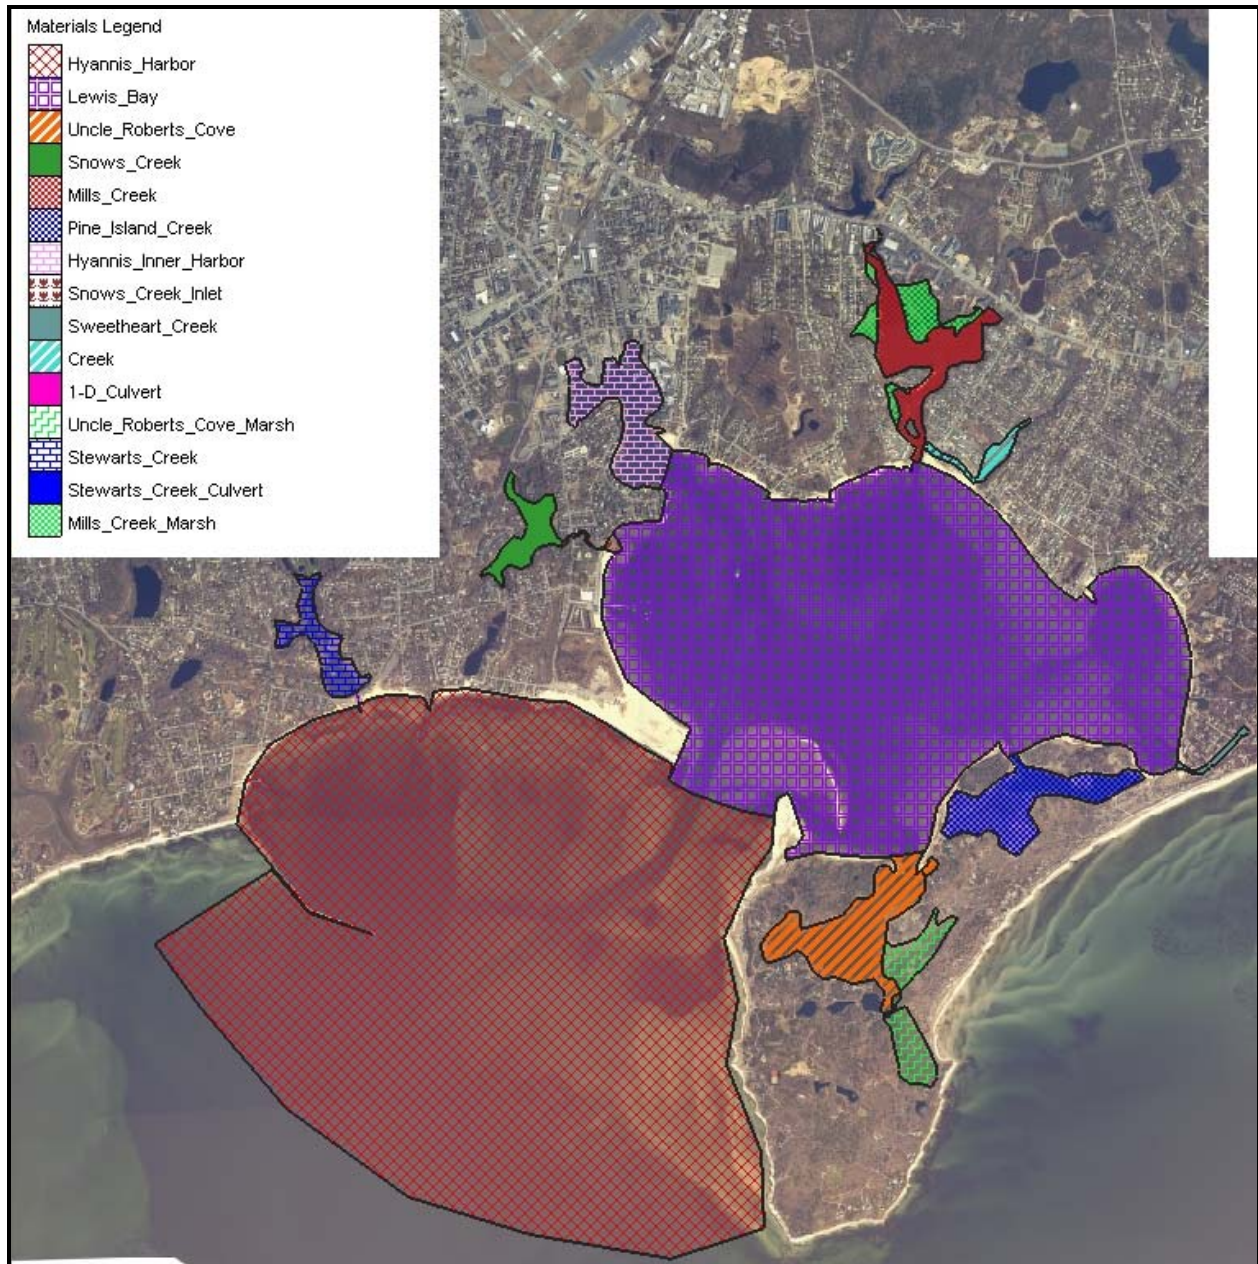 Materials Legend
Hyannis_Harbor
Lewis_Bay
Uncle_Roberts_Cove
Snows_Creek
Mills_Creek
Pine_Island_Creek
Hyannis_Inner_Harbor
Snows_Creek_Inlet
Sweetheart_Creek
Creek
1-D_Culvert
Uncle_Roberts_Cove_Marsh
Stewarts_Creek
Stewarts_Creek_Culvert
Mills_Creek_Marsh